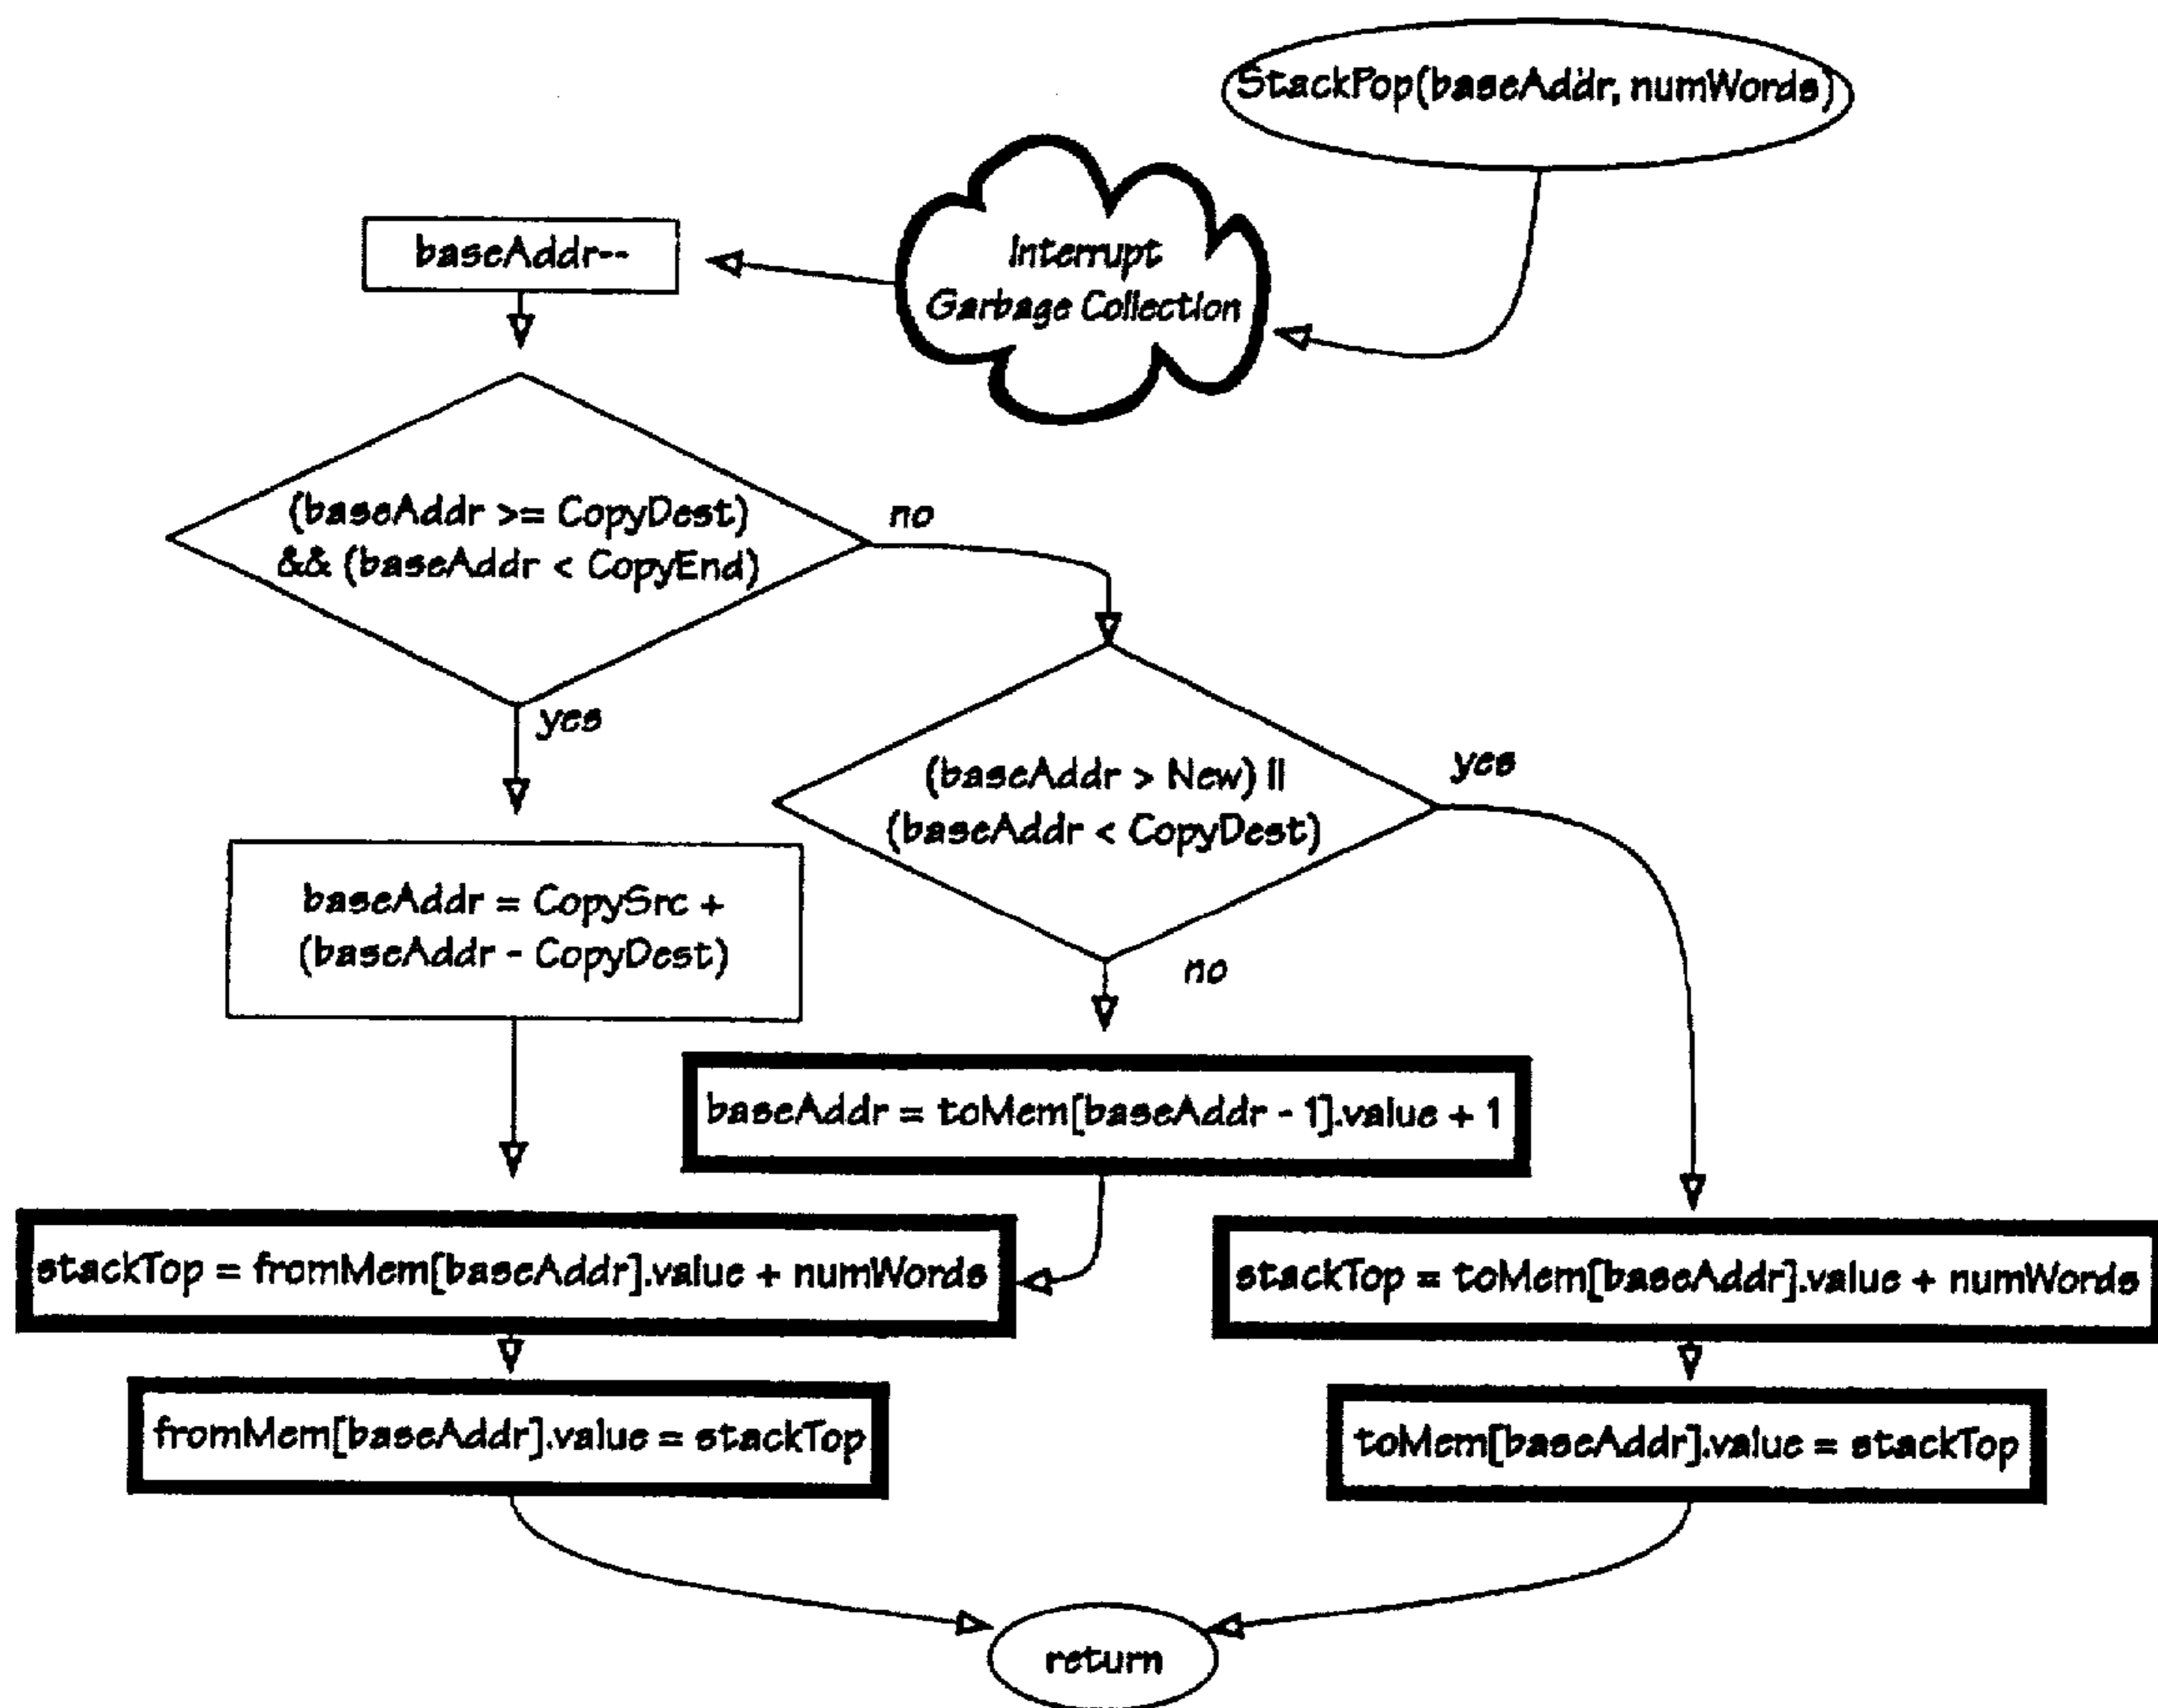 StackPop(baseAddr, numWords)
Interrupt
Garbage Collection
baseAddr--
(baseAddr >= CopyDest)
&& (baseAddr < CopyEnd)
no
yes
(baseAddr > New) ||
(baseAddr < CopyDest)
yes
no
baseAddr = CopySrc +
(baseAddr - CopyDest)
baseAddr = toMem[baseAddr - 1].value + 1
stackTop = fromMem[baseAddr].value + numWords
stackTop = toMem[baseAddr].value + numWords
fromMem[baseAddr].value = stackTop
toMem[baseAddr].value = stackTop
return